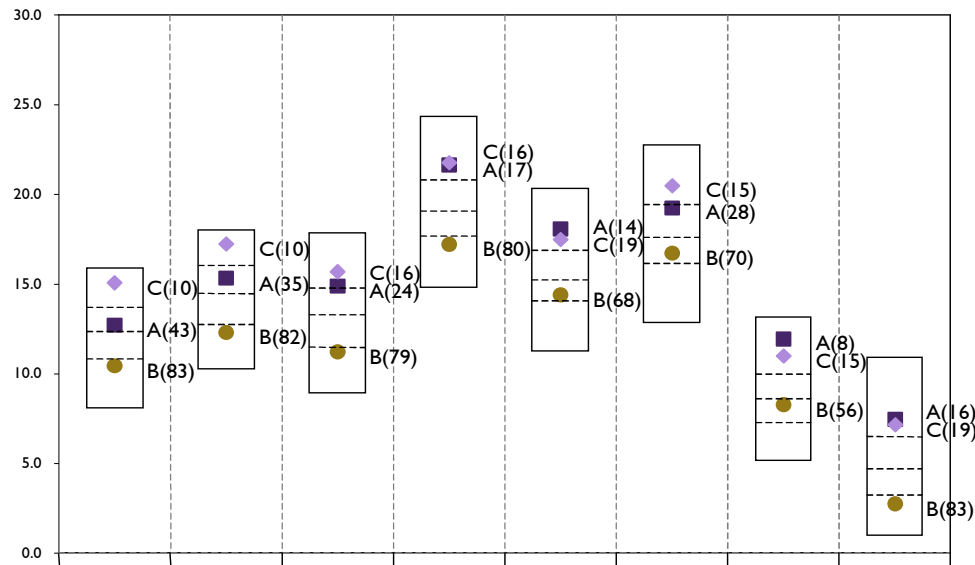 30.0
25.0
20.0
15.0
10.0
5.0
0.0
C(10)
A(43)
B(83)
C(10)
A(35)
B(82)
C(16)
A(24)
B(79)
C(16)
A(17)
B(80)
A(14)
C(19)
B(68)
C(15)
A(28)
B(70)
A(8)
C(15)
B(56)
A(16)
C(19)
B(83)